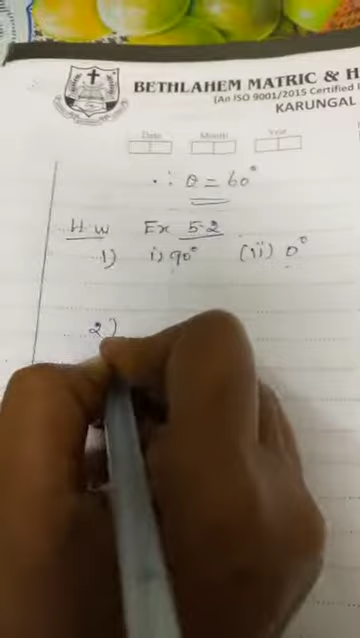 BETHLAHEM MATRIC & H
(An ISO 9001/2015 Certified I
KARUNGAL
Date Month Year
∴ θ = 60°
H.W Ex 5.2
1) i) 90° (ii) 0°
2)